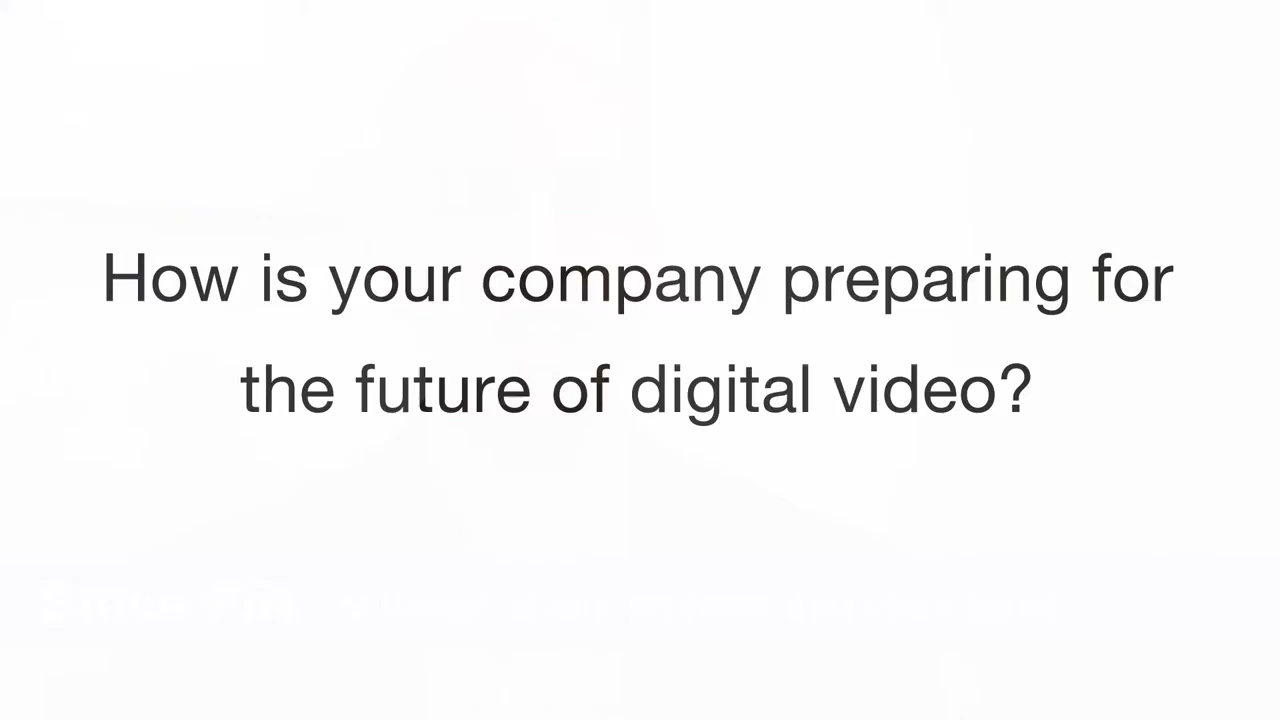 How is your company preparing for
the future of digital video?